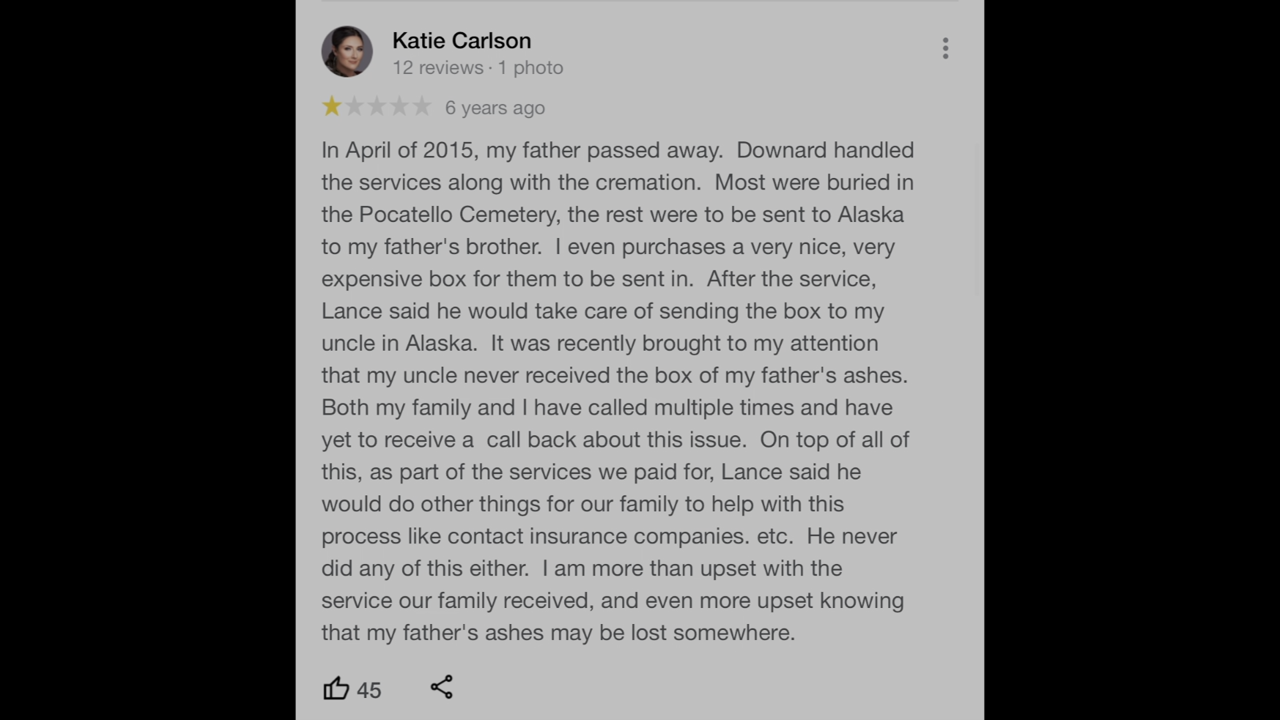 Katie Carlson
12 reviews · 1 photo
6 years ago
In April of 2015, my father passed away.  Downard handled
the services along with the cremation.  Most were buried in
the Pocatello Cemetery, the rest were to be sent to Alaska
to my father's brother.  I even purchases a very nice, very
expensive box for them to be sent in.  After the service,
Lance said he would take care of sending the box to my
uncle in Alaska.  It was recently brought to my attention
that my uncle never received the box of my father's ashes.
Both my family and I have called multiple times and have
yet to receive a  call back about this issue.  On top of all of
this, as part of the services we paid for, Lance said he
would do other things for our family to help with this
process like contact insurance companies. etc.  He never
did any of this either.  I am more than upset with the
service our family received, and even more upset knowing
that my father's ashes may be lost somewhere.
45